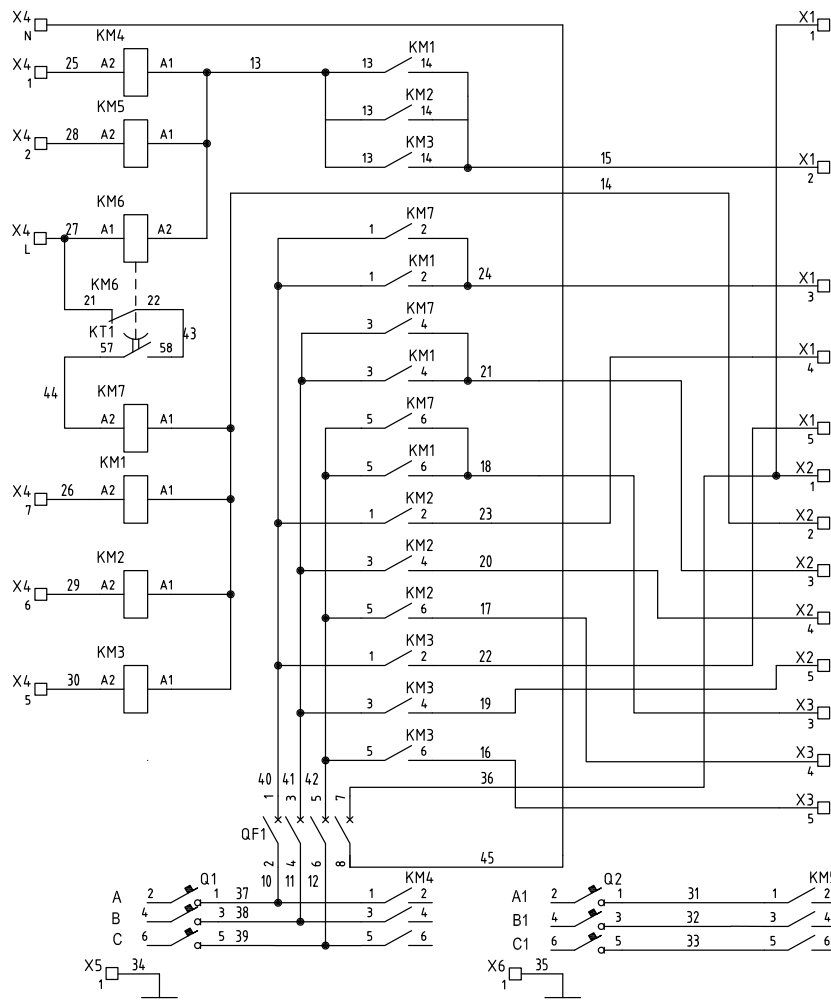 X4 N X1 1
KM4 KM1
X4 1 25 A2 A1 13 13 14
KM5 KM2
13 14
X4 2 28 A2 A1
KM3
13 14 15 X1 2
14
KM6 KM7
X4 L 27 A1 A2 1 2
KM1
KM6 1 2 24 X1 3
21 22 KM7
KT1 43 3 4
57 58 KM1 X1 4
44 3 4 21
KM7 KM7
A2 A1 5 6 X1 5
KM1 KM1
5 6 18 X2 1
X4 7 26 A2 A1
KM2
1 2 23 X2 2
KM2 KM2
3 4 20 X2 3
X4 6 29 A2 A1
KM2
5 6 17 X2 4
KM3 KM3
1 2 22 X2 5
X4 5 30 A2 A1
KM3
3 4 19 X3 3
KM3
5 6 16 X3 4
40 41 42 36
1 3 5 7 X3 5
QF1
2 4 6 8 45
10 11 12
Q1 KM4 Q2 KM5
A 2 1 37 1 2 A1 2 1 31 1 2
B 4 3 38 3 4 B1 4 3 32 3 4
C 6 5 39 5 6 C1 6 5 33 5 6
X5 1 34 X6 1 35